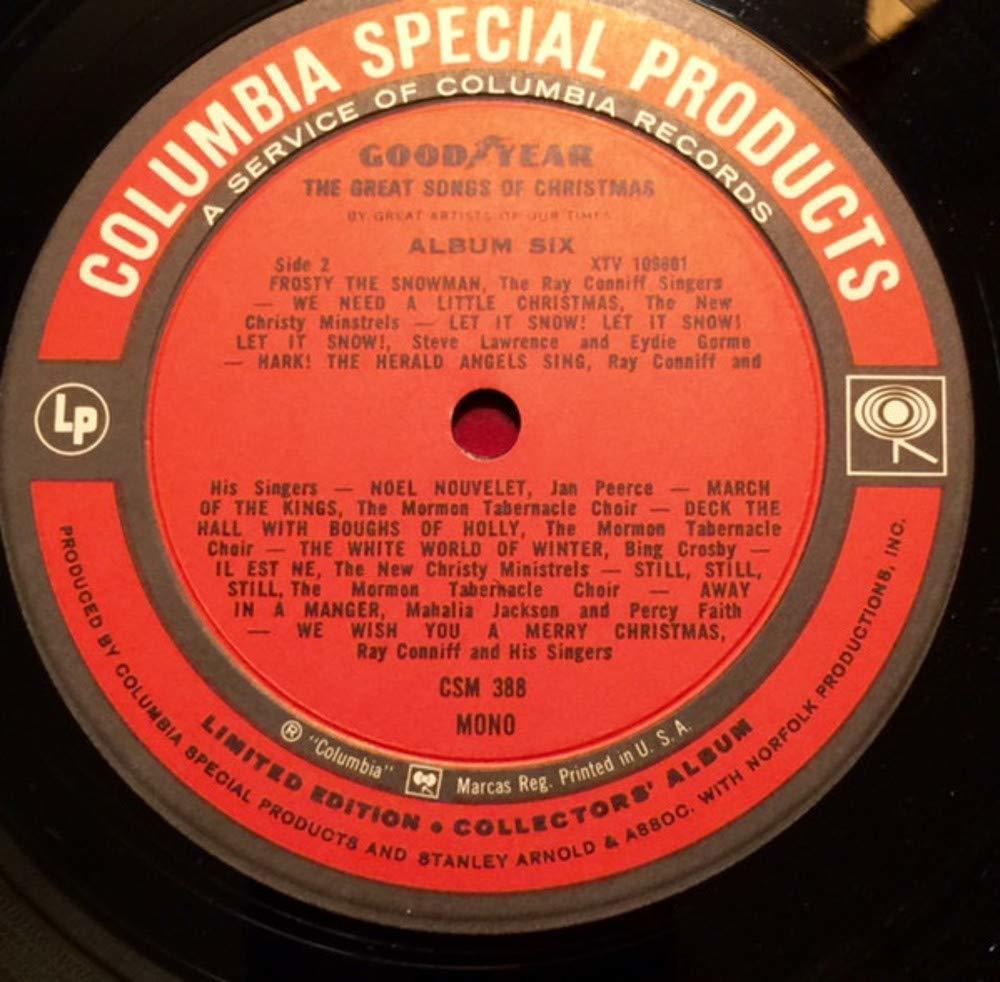 COLUMBIA SPECIAL PRODUCTS
A SERVICE OF COLUMBIA RECORDS
GOOD YEAR
THE GREAT SONGS OF CHRISTMAS
BY GREAT ARTISTS OF OUR TIMES
ALBUM SIX
Side 2 XTV 109601
FROSTY THE SNOWMAN, The Ray Conniff Singers
— WE NEED A LITTLE CHRISTMAS, The New
Christy Minstrels — LET IT SNOW! LET IT SNOW!
LET IT SNOW!, Steve Lawrence and Eydie Gorme
— HARK! THE HERALD ANGELS SING, Ray Conniff and
LP
His Singers — NOEL NOUVELET, Jan Peerce — MARCH
OF THE KINGS, The Mormon Tabernacle Choir — DECK THE
HALL WITH BOUGHS OF HOLLY, The Mormon Tabernacle
Choir — THE WHITE WORLD OF WINTER, Bing Crosby —
IL EST NE, The New Christy Ministrels — STILL, STILL,
STILL, The Mormon Tabernacle Choir — AWAY
IN A MANGER, Mahalia Jackson and Percy Faith
— WE WISH YOU A MERRY CHRISTMAS,
Ray Conniff and His Singers
CSM 388
MONO
® "Columbia" Marcas Reg. Printed in U. S. A.
LIMITED EDITION • COLLECTORS' ALBUM
PRODUCED BY COLUMBIA SPECIAL PRODUCTS AND STANLEY ARNOLD & ASSOC. WITH NORFOLK PRODUCTIONS, INC.